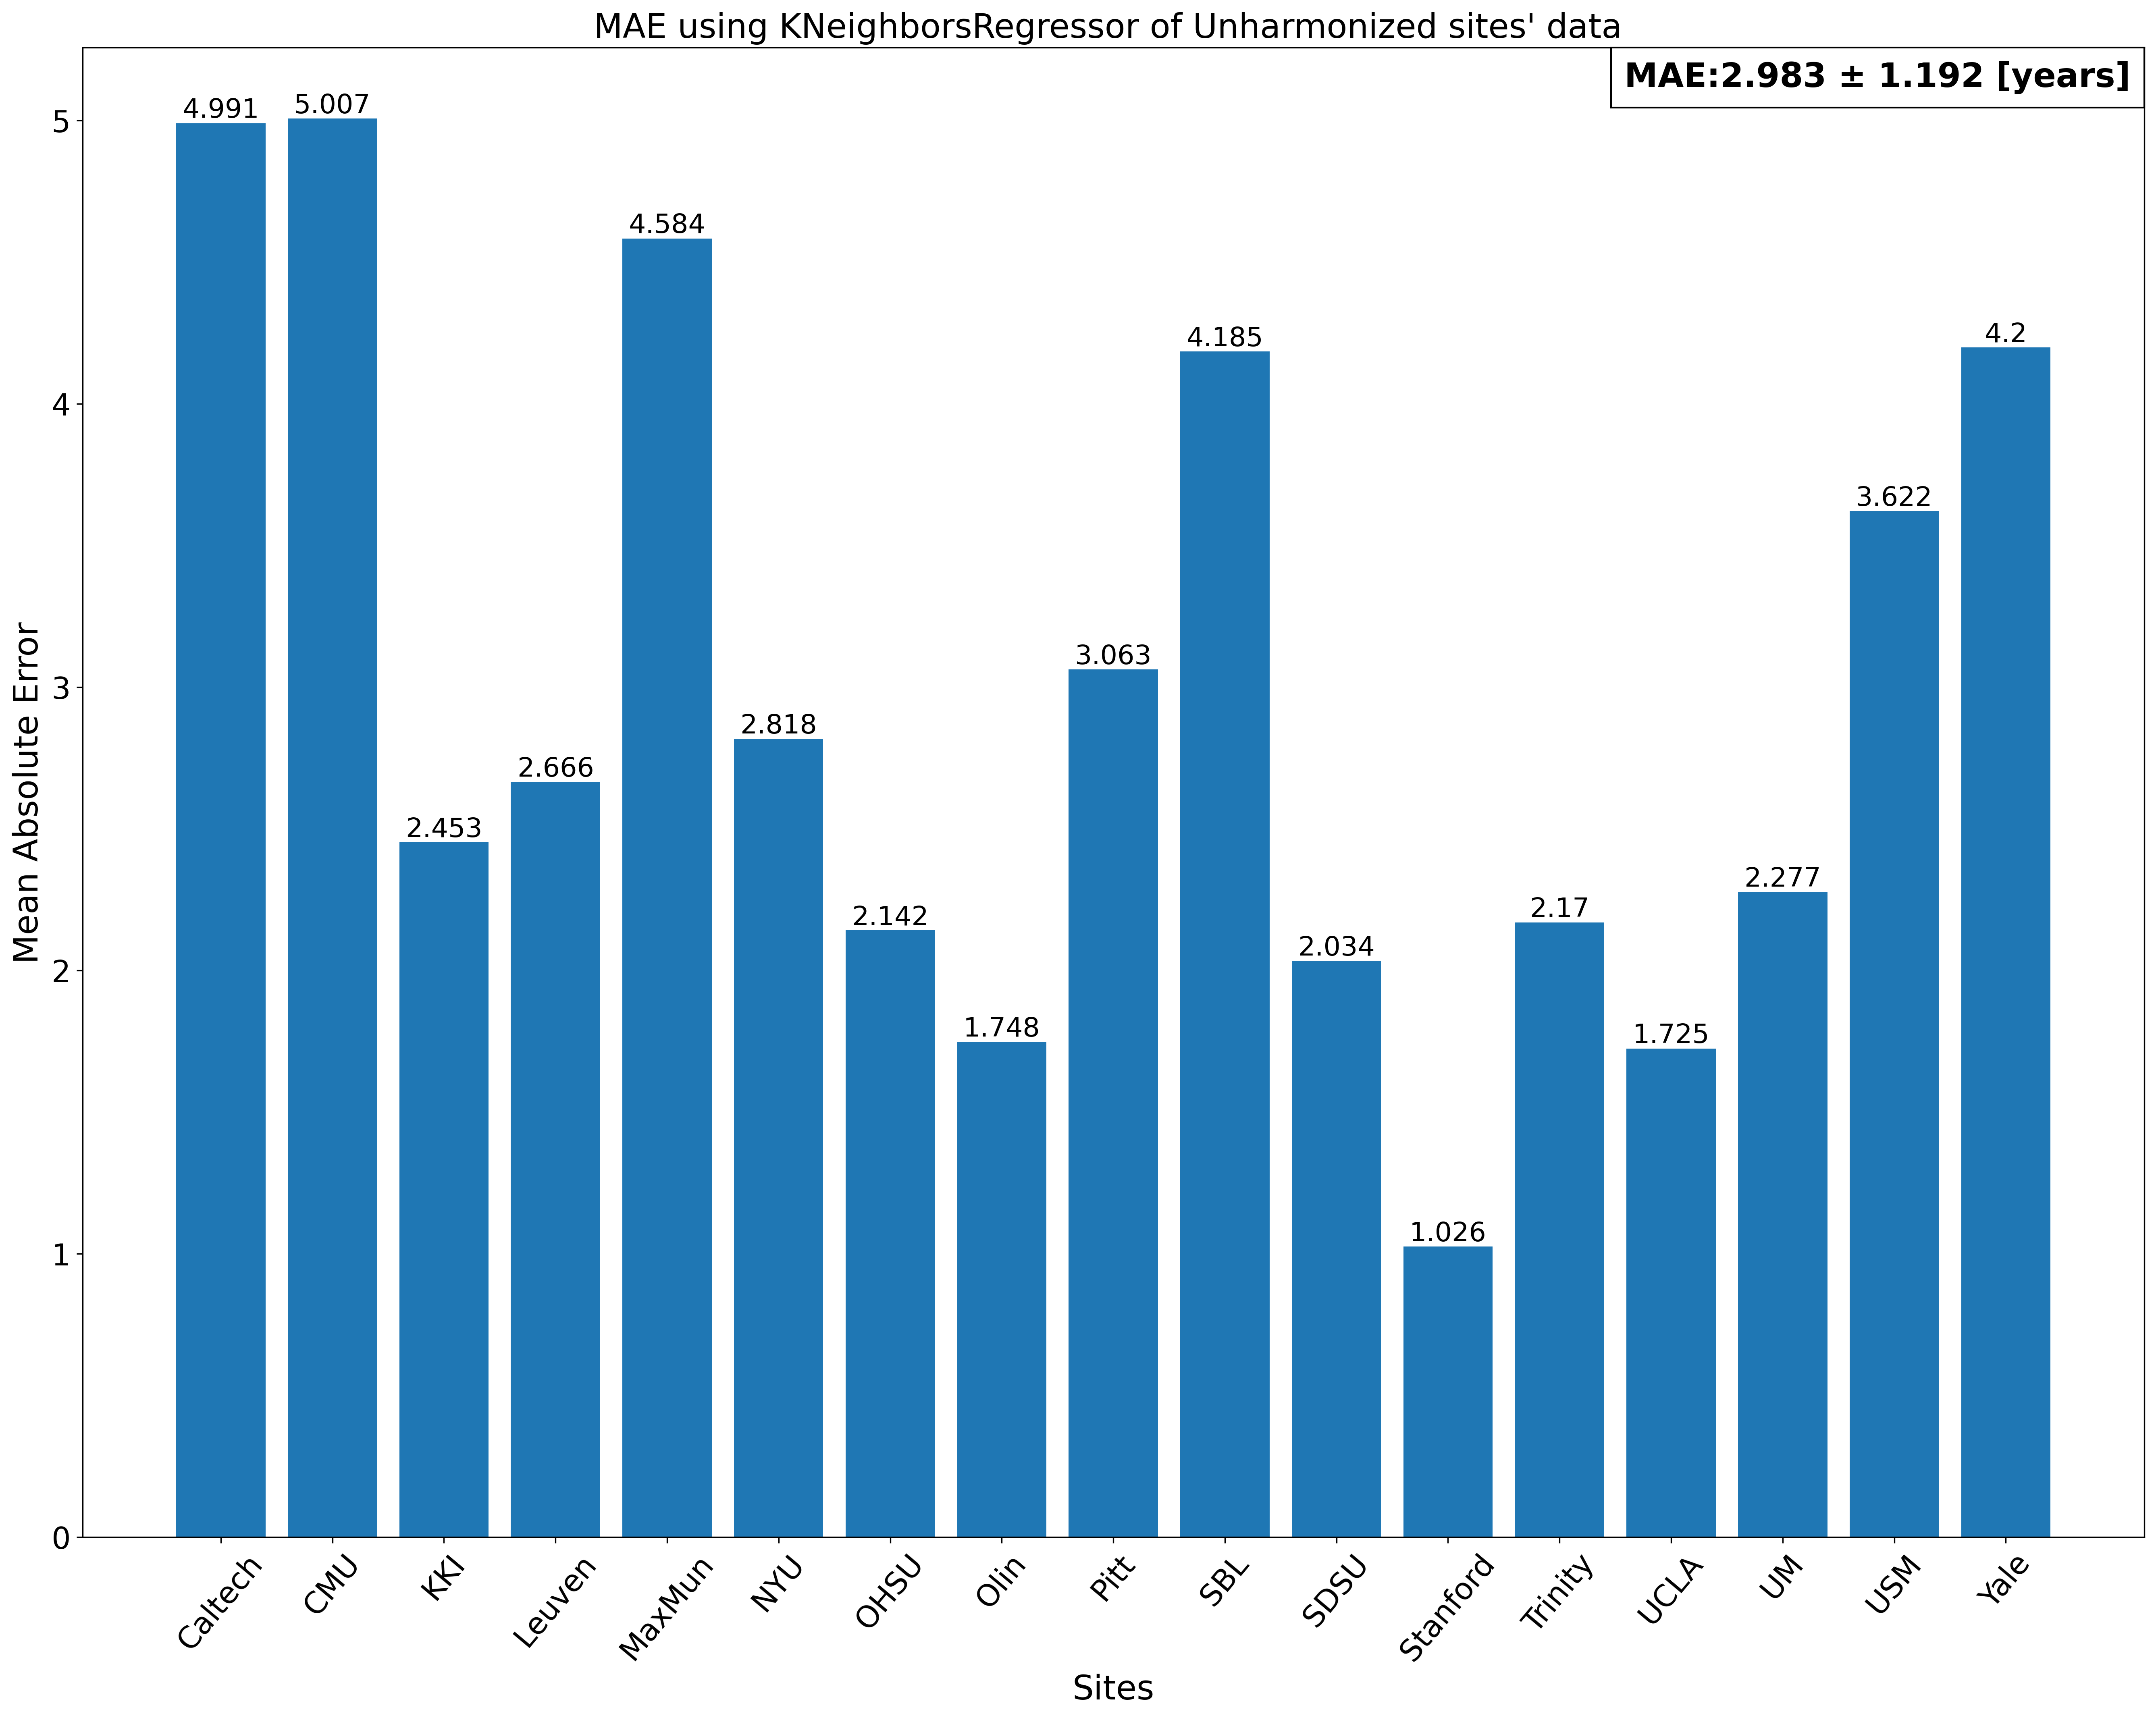 MAE using KNeighborsRegressor of Unharmonized sites' data
MAE:2.983 ± 1.192 [years]
Mean Absolute Error
5
4
3
2
1
0
4.991
5.007
2.453
2.666
4.584
2.818
2.142
1.748
3.063
4.185
2.034
1.026
2.17
1.725
2.277
3.622
4.2
Caltech
CMU
KKI
Leuven
MaxMun
NYU
OHSU
Olin
Pitt
SBL
SDSU
Stanford
Trinity
UCLA
UM
USM
Yale
Sites